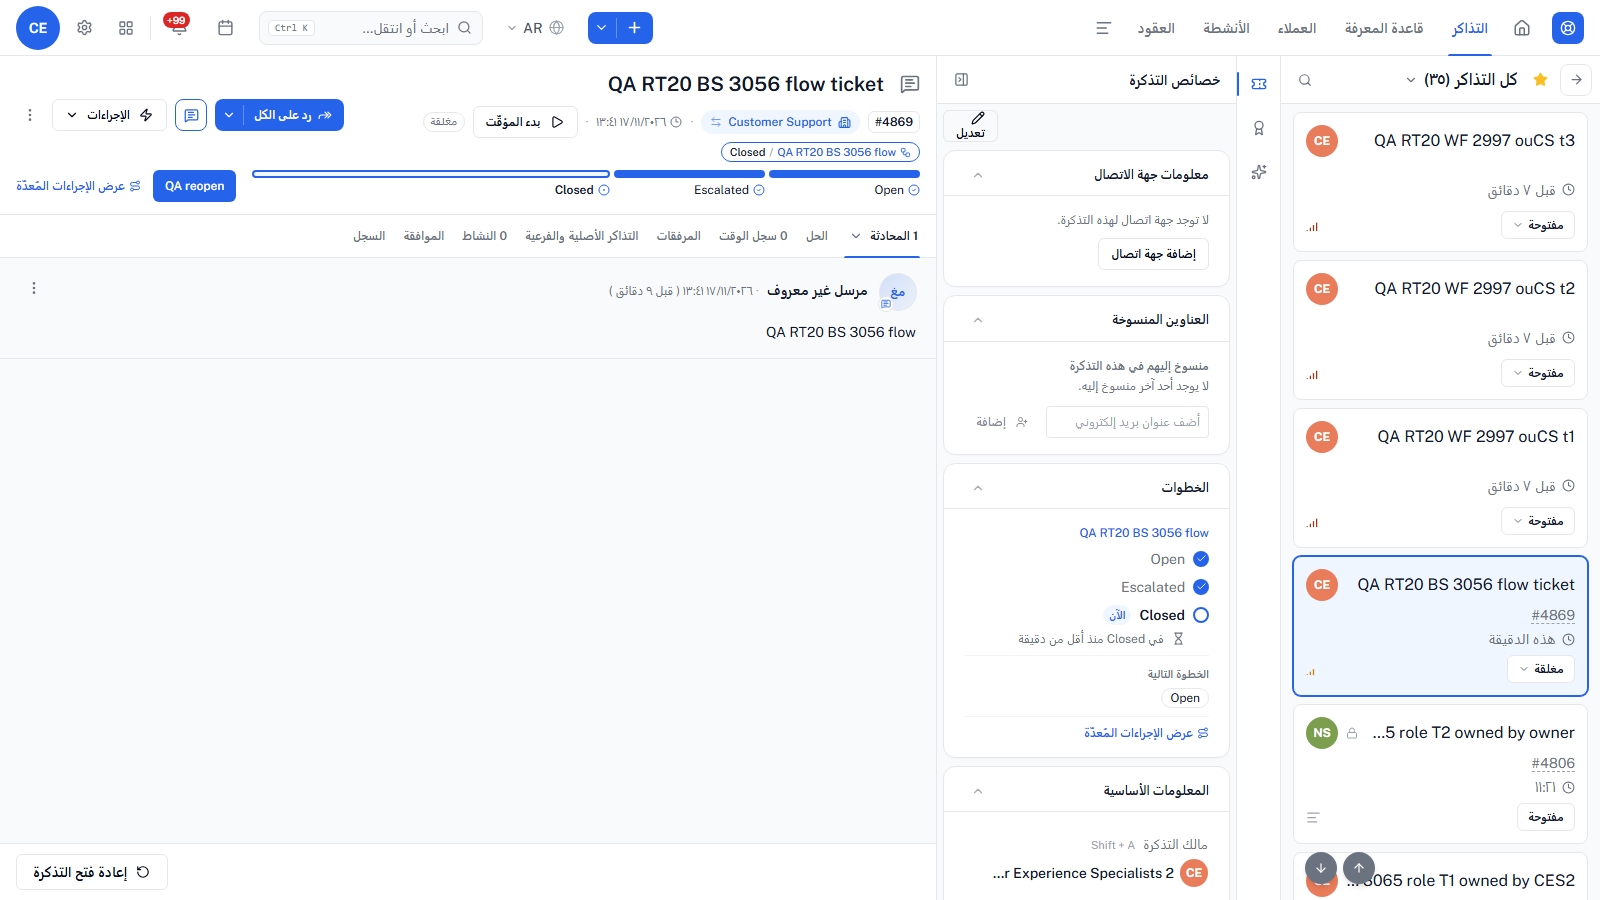 التذاكر
قاعدة المعرفة
العملاء
الأنشطة
العقود
AR
ابحث أو انتقل...
Ctrl K
+99
CE
كل التذاكر (٣٥)
QA RT20 WF 2997 ouCS t3
CE
قبل ٧ دقائق
مفتوحة
QA RT20 WF 2997 ouCS t2
CE
قبل ٧ دقائق
مفتوحة
QA RT20 WF 2997 ouCS t1
CE
قبل ٧ دقائق
مفتوحة
QA RT20 BS 3056 flow ticket
CE
#4869
هذه الدقيقة
مغلقة
...5 role T2 owned by owner
NS
#4806
١١:٢١
مفتوحة
...3065 role T1 owned by CES2
خصائص التذكرة
تعديل
معلومات جهة الاتصال
لا توجد جهة اتصال لهذه التذكرة.
إضافة جهة اتصال
العناوين المنسوخة
منسوخ إليهم في هذه التذكرة
لا يوجد أحد آخر منسوخ إليه.
أضف عنوان بريد إلكتروني
إضافة
الخطوات
QA RT20 BS 3056 flow
Open
Escalated
Closed الآن
في Closed منذ أقل من دقيقة
الخطوة التالية
Open
عرض الإجراءات المُعدّة
المعلومات الأساسية
مالك التذكرة Shift + A
CE
...r Experience Specialists 2
QA RT20 BS 3056 flow ticket
#4869
Customer Support
· ١٧/١١/٢٠٢٦ ١٣:٤١ ·
بدء المؤقّت
مغلقة
رد على الكل
الإجراءات
QA RT20 BS 3056 flow / Closed
Open
Escalated
Closed
QA reopen
عرض الإجراءات المُعدّة
1 المحادثة
الحل
0 سجل الوقت
المرفقات
التذاكر الأصلية والفرعية
0 النشاط
الموافقة
السجل
مغ
مرسل غير معروف · ١٧/١١/٢٠٢٦ ١٣:٤١ ( قبل ٩ دقائق )
QA RT20 BS 3056 flow
إعادة فتح التذكرة